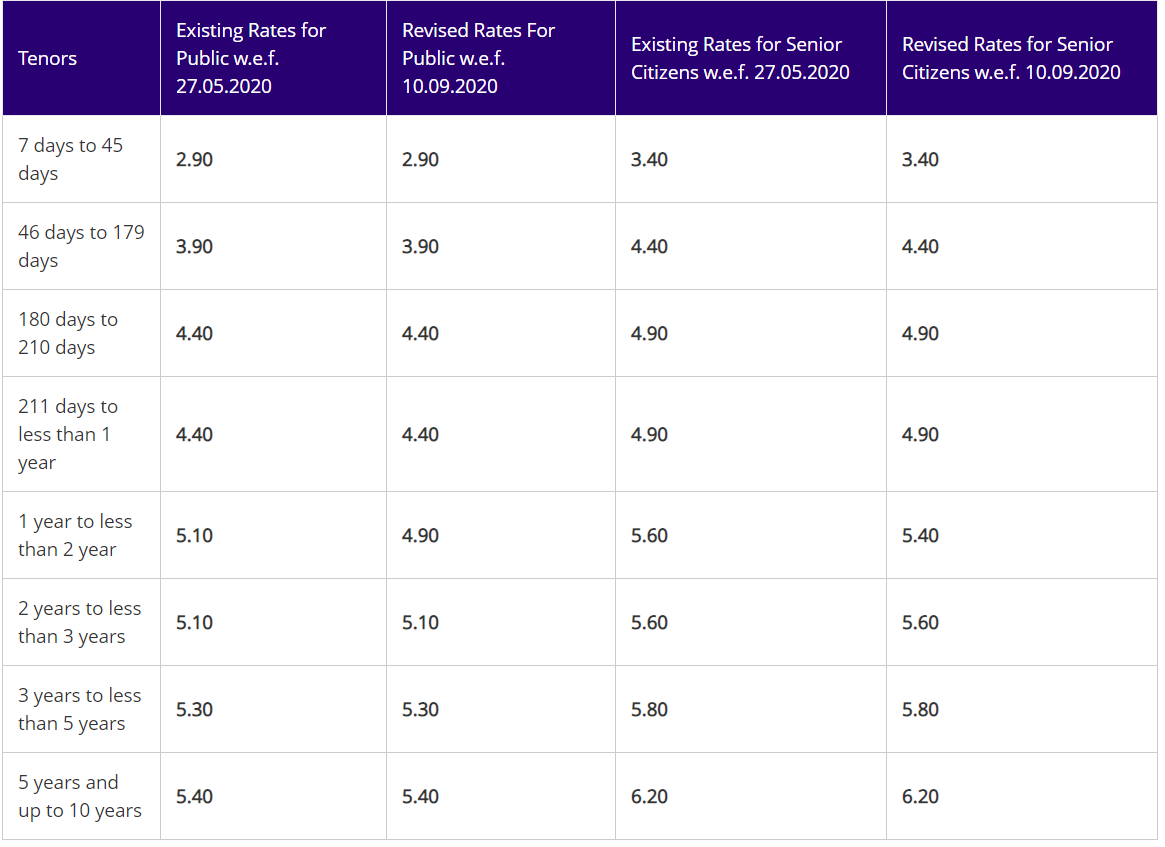 Tenors
Existing Rates for
Public w.e.f.
27.05.2020
Revised Rates For
Public w.e.f.
10.09.2020
Existing Rates for Senior
Citizens w.e.f. 27.05.2020
Revised Rates for Senior
Citizens w.e.f. 10.09.2020
7 days to 45
days
2.90
2.90
3.40
3.40
46 days to 179
days
3.90
3.90
4.40
4.40
180 days to
210 days
4.40
4.40
4.90
4.90
211 days to
less than 1
year
4.40
4.40
4.90
4.90
1 year to less
than 2 year
5.10
4.90
5.60
5.40
2 years to less
than 3 years
5.10
5.10
5.60
5.60
3 years to less
than 5 years
5.30
5.30
5.80
5.80
5 years and
up to 10 years
5.40
5.40
6.20
6.20